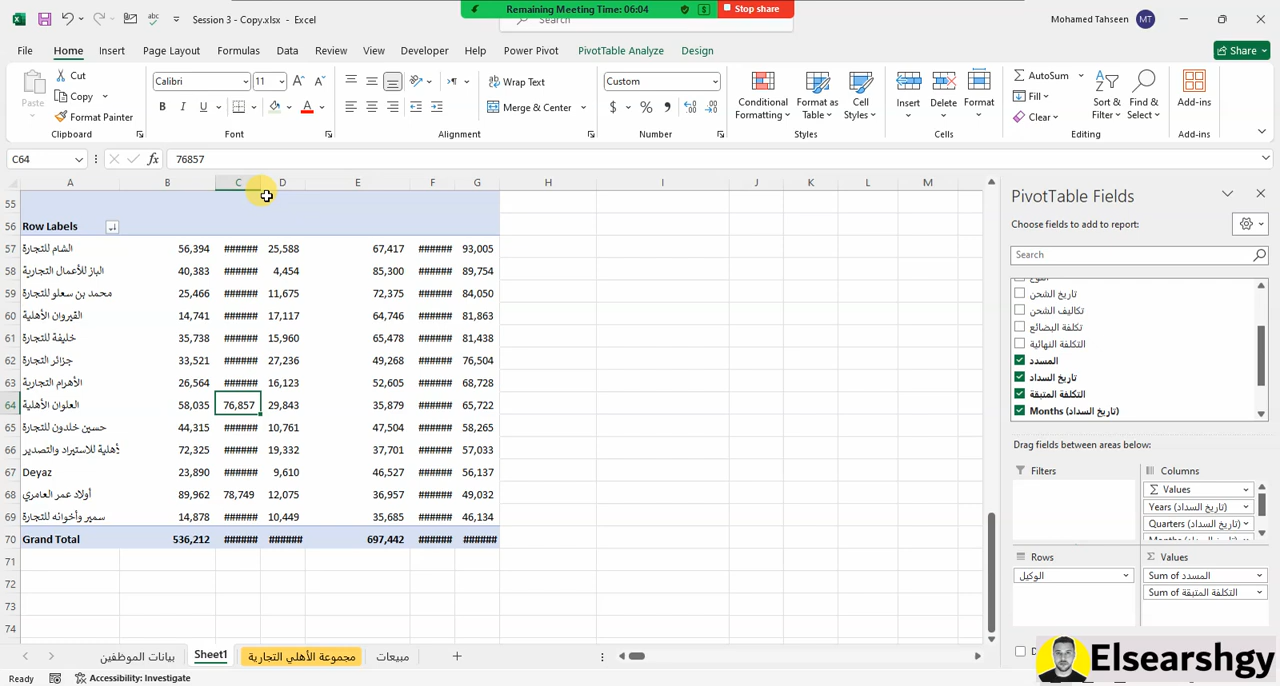 Session 3 - Copy.xlsx - Excel
Remaining Meeting Time: 06:04
Stop share
Search
Mohamed Tahseen
MT
File Home Insert Page Layout Formulas Data Review View Developer Help Power Pivot PivotTable Analyze Design
Share
Paste
Cut
Copy
Format Painter
Calibri 11
B I U
Wrap Text
Merge & Center
Custom
$ % 
Conditional Formatting
Format as Table
Cell Styles
Insert Delete Format
AutoSum
Fill
Clear
Sort & Filter
Find & Select
Add-ins
Clipboard Font Alignment Number Styles Cells Editing Add-ins
C64 fx 76857
A B C D E F G H I J K L M
55
56 Row Labels
57 الشام للتجارة 56,394 ###### 25,588 67,417 ###### 93,005
58 الباز للأعمال التجارية 40,383 ###### 4,454 85,300 ###### 89,754
59 محمد بن سعلو للتجارة 25,466 ###### 11,675 72,375 ###### 84,050
60 القيروان الأهلية 14,741 ###### 17,117 64,746 ###### 81,863
61 خليفة للتجارة 35,738 ###### 15,960 65,478 ###### 81,438
62 جزائر التجارة 33,521 ###### 27,236 49,268 ###### 76,504
63 الأهرام التجارية 26,564 ###### 16,123 52,605 ###### 68,728
64 العلوان الأهلية 58,035 76,857 29,843 35,879 ###### 65,722
65 حسين خلدون للتجارة 44,315 ###### 10,761 47,504 ###### 58,265
66 أهلية للاستيراد والتصدير 72,325 ###### 19,332 37,701 ###### 57,033
67 Deyaz 23,890 ###### 9,610 46,527 ###### 56,137
68 أولاد عمر العامري 89,962 78,749 12,075 36,957 ###### 49,032
69 سمير وأخوانه للتجارة 14,878 ###### 10,449 35,685 ###### 46,134
70 Grand Total 536,212 ###### ###### 697,442 ###### ######
71
72
73
74
PivotTable Fields
Choose fields to add to report:
Search
تاريخ الشحن
تكاليف الشحن
تكلفة البضائع
التكلفة النهائية
المسدد
تاريخ السداد
التكلفة المتبقة
Months (تاريخ السداد)
Drag fields between areas below:
Filters
Columns
Σ Values
Years (تاريخ السداد)
Quarters (تاريخ السداد)
Rows
الوكيل
Σ Values
Sum of المسدد
Sum of التكلفة المتبقة
بيانات الموظفين Sheet1 مجموعة الأهلي التجارية مبيعات
Ready
Accessibility: Investigate
Elsearshgy